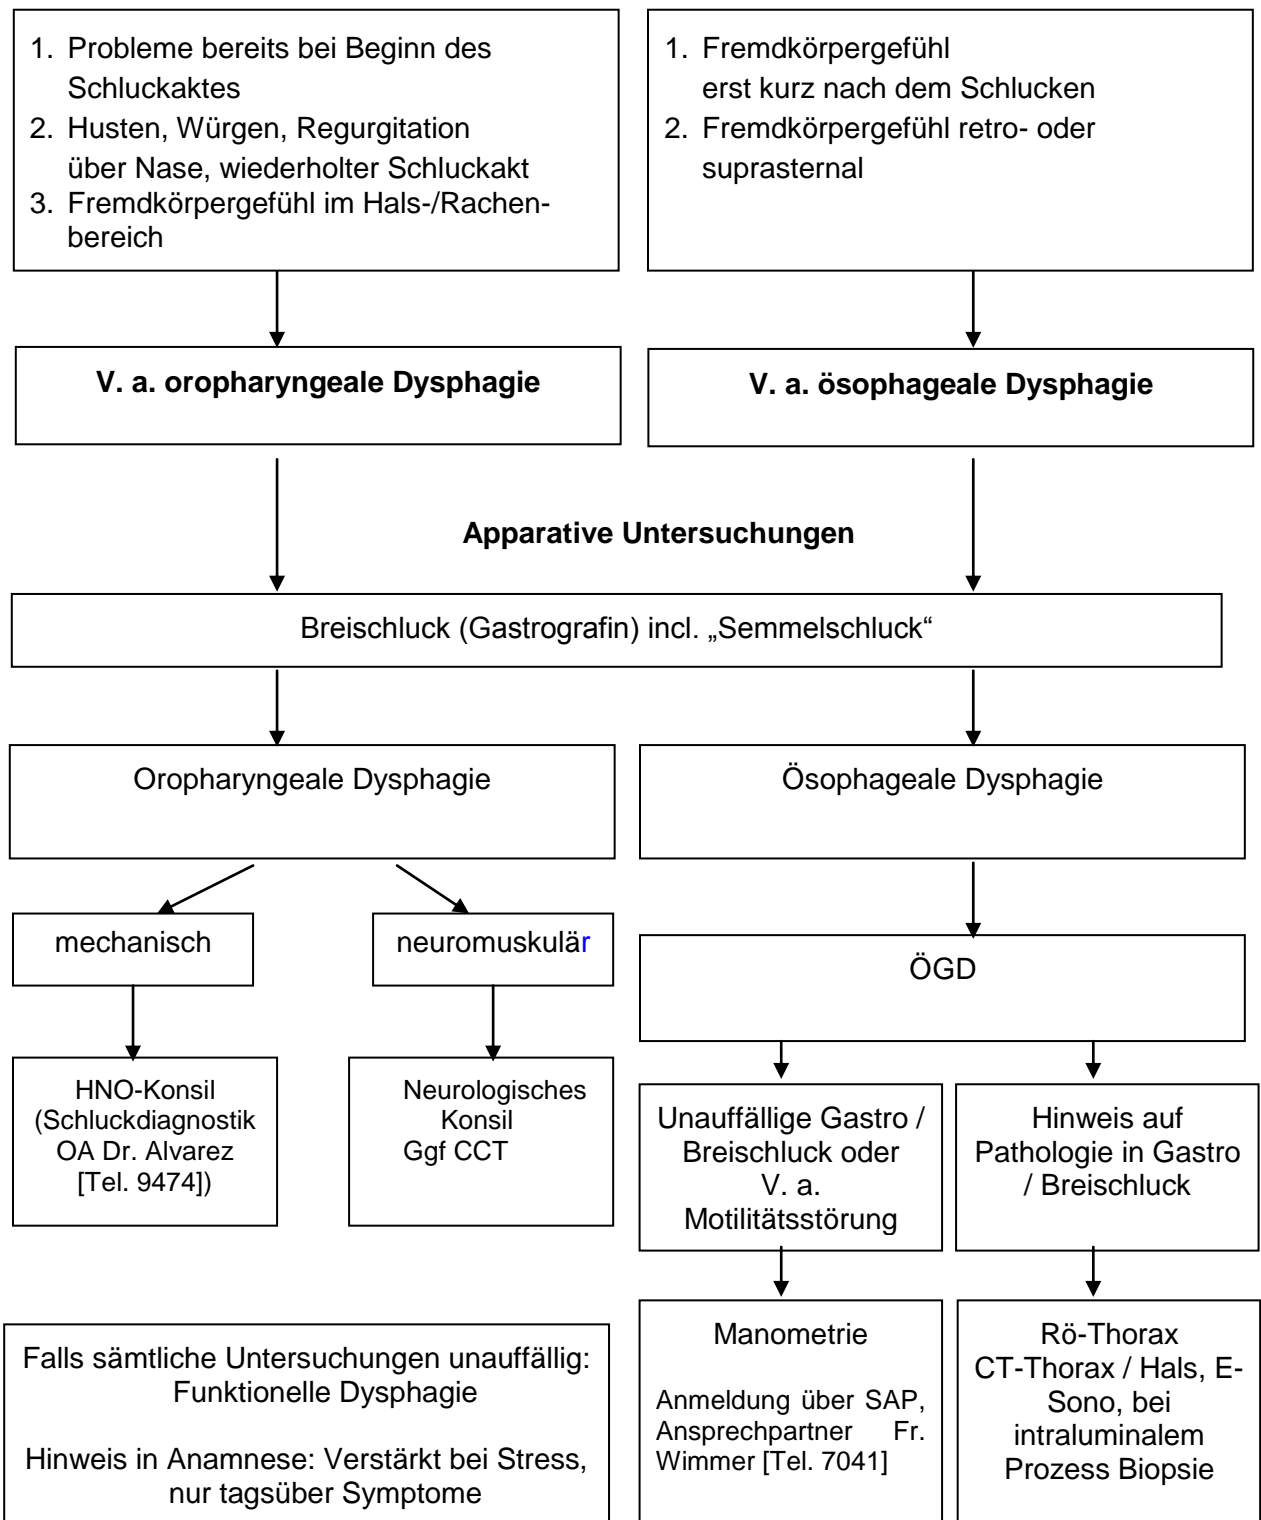 1. Probleme bereits bei Beginn des
Schluckaktes
2. Husten, Würgen, Regurgitation
über Nase, wiederholter Schluckakt
3. Fremdkörpergefühl im Hals-/Rachen-
bereich
1. Fremdkörpergefühl
erst kurz nach dem Schlucken
2. Fremdkörpergefühl retro- oder
suprasternal
V. a. oropharyngeale Dysphagie
V. a. ösophageale Dysphagie
Apparative Untersuchungen
Breischluck (Gastrografin) incl. „Semmelschluck“
Oropharyngeale Dysphagie
Ösophageale Dysphagie
mechanisch
neuromuskulär
ÖGD
HNO-Konsil
(Schluckdiagnostik
OA Dr. Alvarez
[Tel. 9474])
Neurologisches
Konsil
Ggf CCT
Unauffällige Gastro /
Breischluck oder
V. a.
Motilitätsstörung
Hinweis auf
Pathologie in Gastro
/ Breischluck
Manometrie
Anmeldung über SAP,
Ansprechpartner Fr.
Wimmer [Tel. 7041]
Rö-Thorax
CT-Thorax / Hals, E-
Sono, bei
intraluminalem
Prozess Biopsie
Falls sämtliche Untersuchungen unauffällig:
Funktionelle Dysphagie
Hinweis in Anamnese: Verstärkt bei Stress,
nur tagsüber Symptome